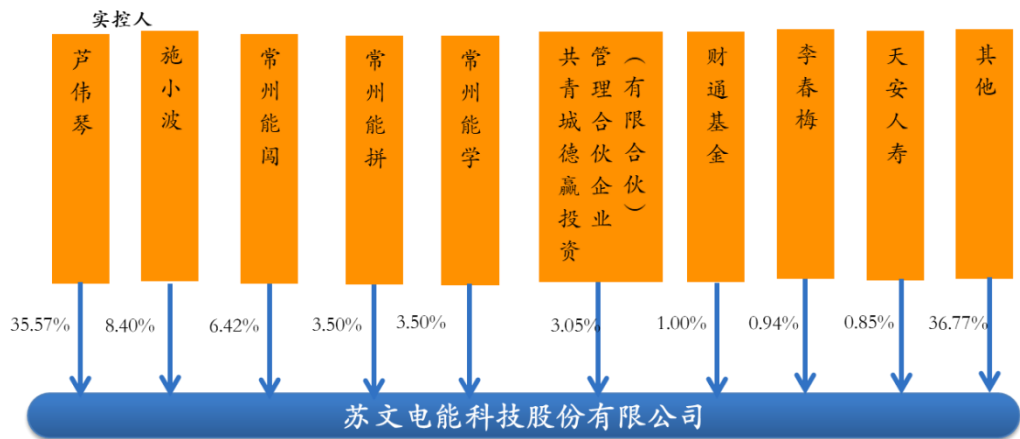 实控人
芦伟琴
施小波
常州能闯
常州能拼
常州能学
共青城德赢投资
管理合伙企业
（有限合伙）
财通基金
李春梅
天安人寿
其他
35.57%
8.40%
6.42%
3.50%
3.50%
3.05%
1.00%
0.94%
0.85%
36.77%
苏文电能科技股份有限公司